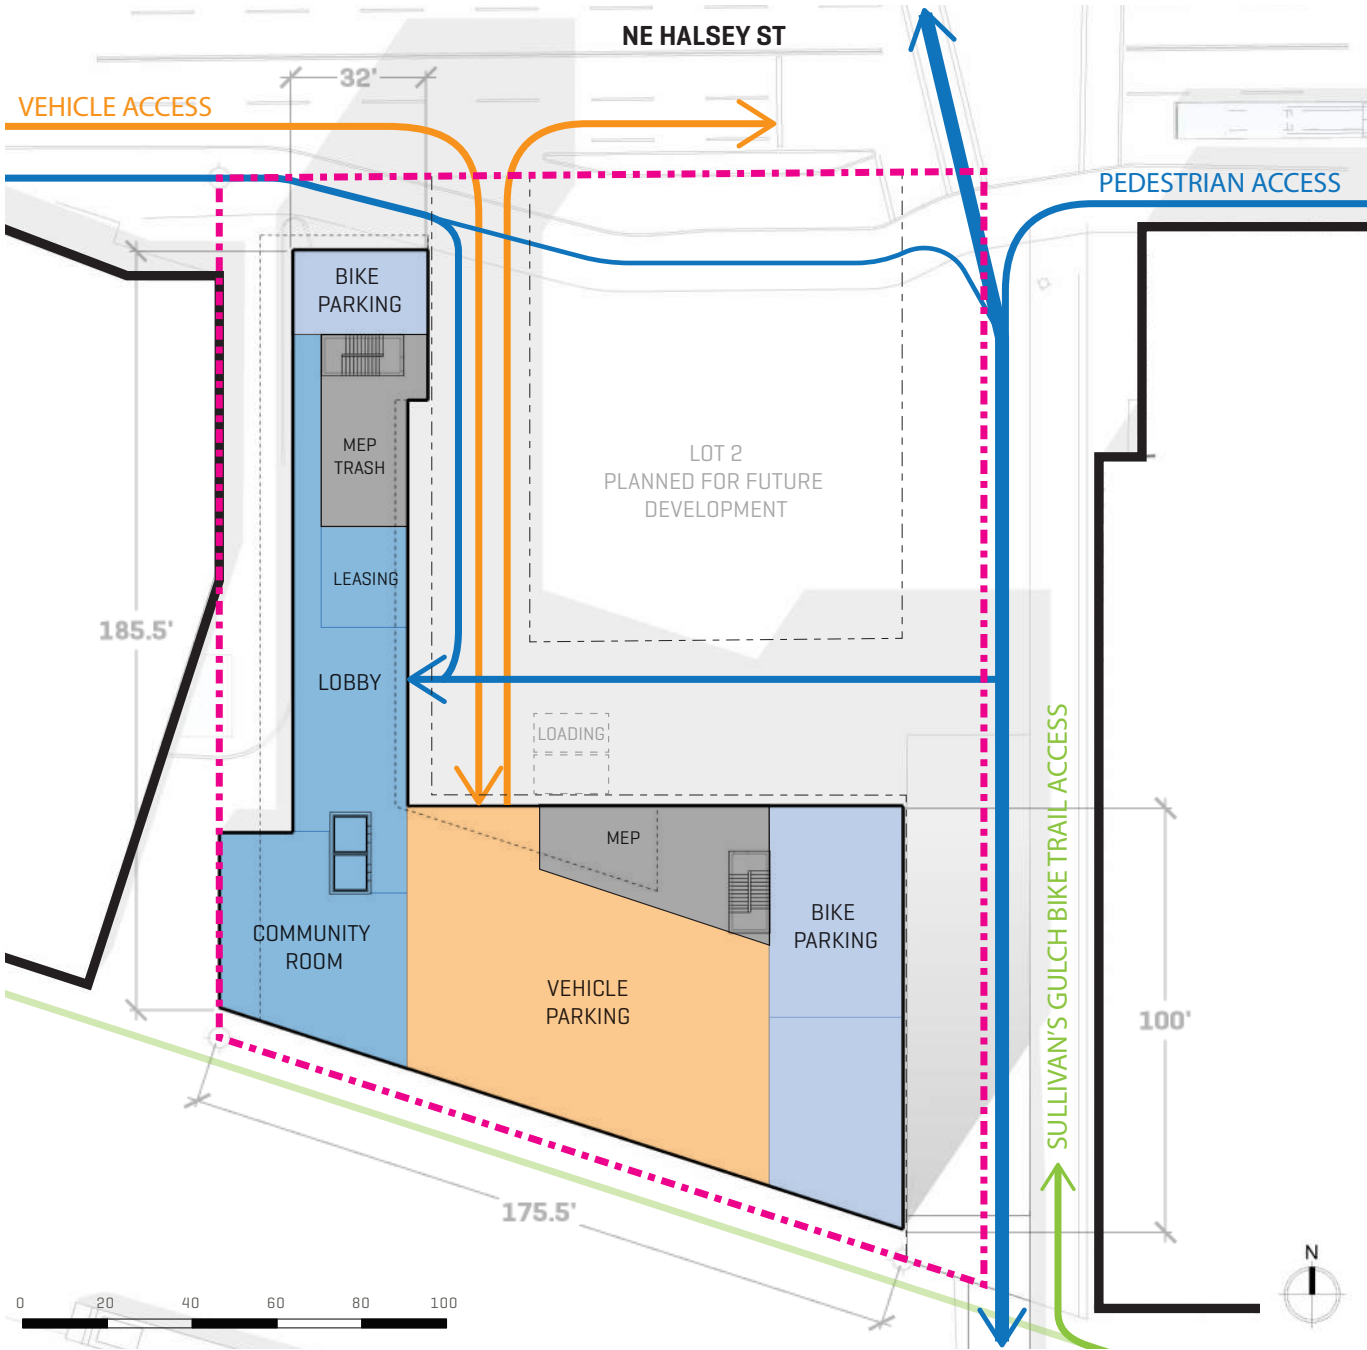 NE HALSEY ST
32'
VEHICLE ACCESS
PEDESTRIAN ACCESS
BIKE
PARKING
MEP
TRASH
LOT 2
PLANNED FOR FUTURE
DEVELOPMENT
LEASING
185.5'
LOBBY
LOADING
MEP
BIKE
PARKING
COMMUNITY
ROOM
VEHICLE
PARKING
SULLIVAN'S GULCH BIKE TRAIL ACCESS
100'
175.5'
N
0 20 40 60 80 100